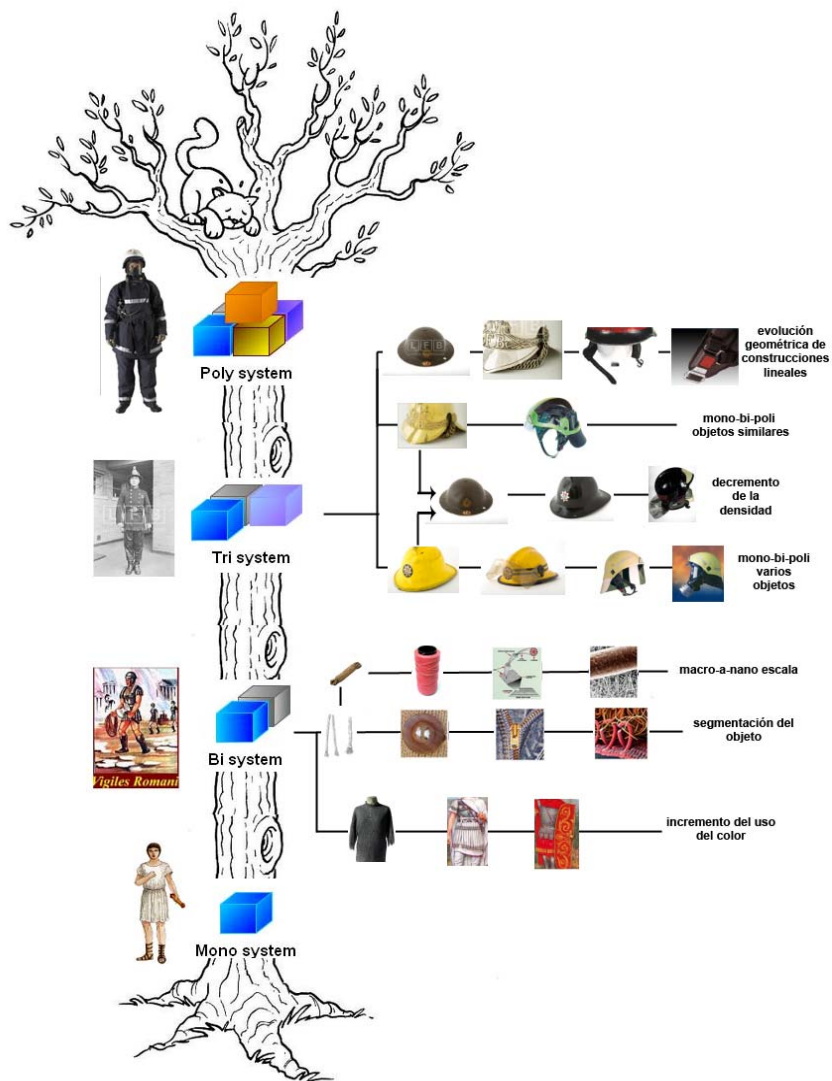 Poly system
evolución
geométrica de
construcciones
lineales
mono-bi-poli
objetos similares
decremento
de la
densidad
Tri system
mono-bi-poli
varios
objetos
macro-a-nano escala
segmentación del
objeto
Vigiles Romani
Bi system
incremento del uso
del color
Mono system